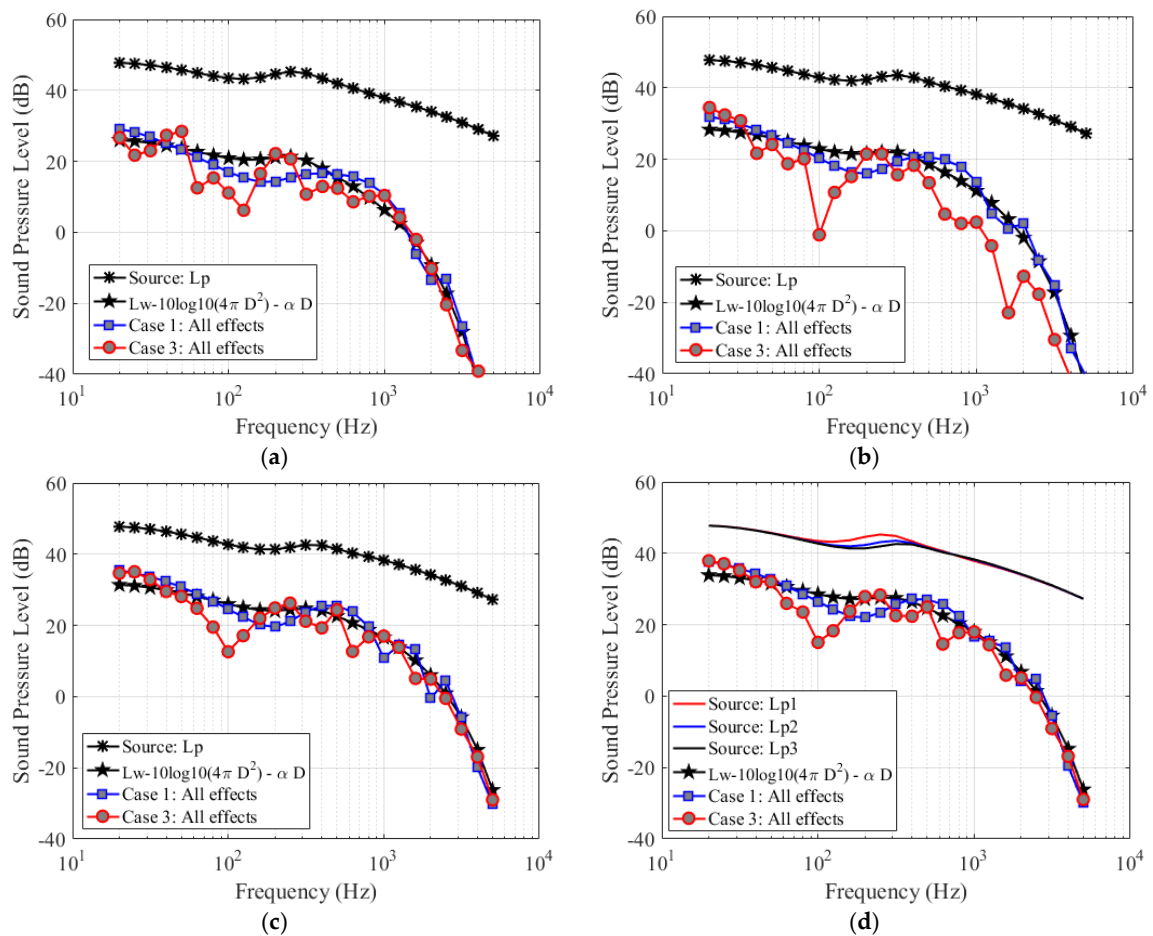 60
40
20
0
-20
-40
Sound Pressure Level (dB)
Source: Lp
Lw-10log10(4π D²) - α D
Case 1: All effects
Case 3: All effects
10¹ 10² 10³ 10⁴
Frequency (Hz)
(a)
60
40
20
0
-20
-40
Sound Pressure Level (dB)
Source: Lp
Lw-10log10(4π D²) - α D
Case 1: All effects
Case 3: All effects
10¹ 10² 10³ 10⁴
Frequency (Hz)
(b)
60
40
20
0
-20
-40
Sound Pressure Level (dB)
Source: Lp
Lw-10log10(4π D²) - α D
Case 1: All effects
Case 3: All effects
10¹ 10² 10³ 10⁴
Frequency (Hz)
(c)
60
40
20
0
-20
-40
Sound Pressure Level (dB)
Source: Lp1
Source: Lp2
Source: Lp3
Lw-10log10(4π D²) - α D
Case 1: All effects
Case 3: All effects
10¹ 10² 10³ 10⁴
Frequency (Hz)
(d)